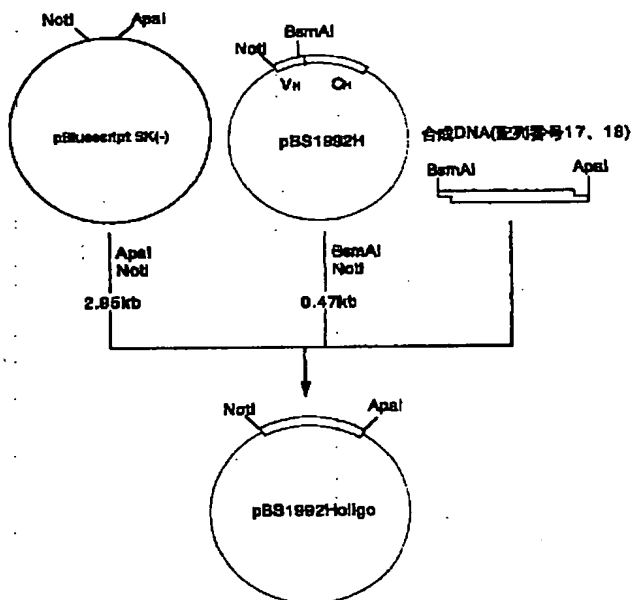 NotI
ApaI
pBluescript SK(-)
NotI
BsmAI
VH
CH
pBS1992H
合成DNA(配列番号17、18)
BsmAI
ApaI
ApaI
NotI
2.95kb
BsmAI
NotI
0.47kb
NotI
ApaI
pBS1992Holigo